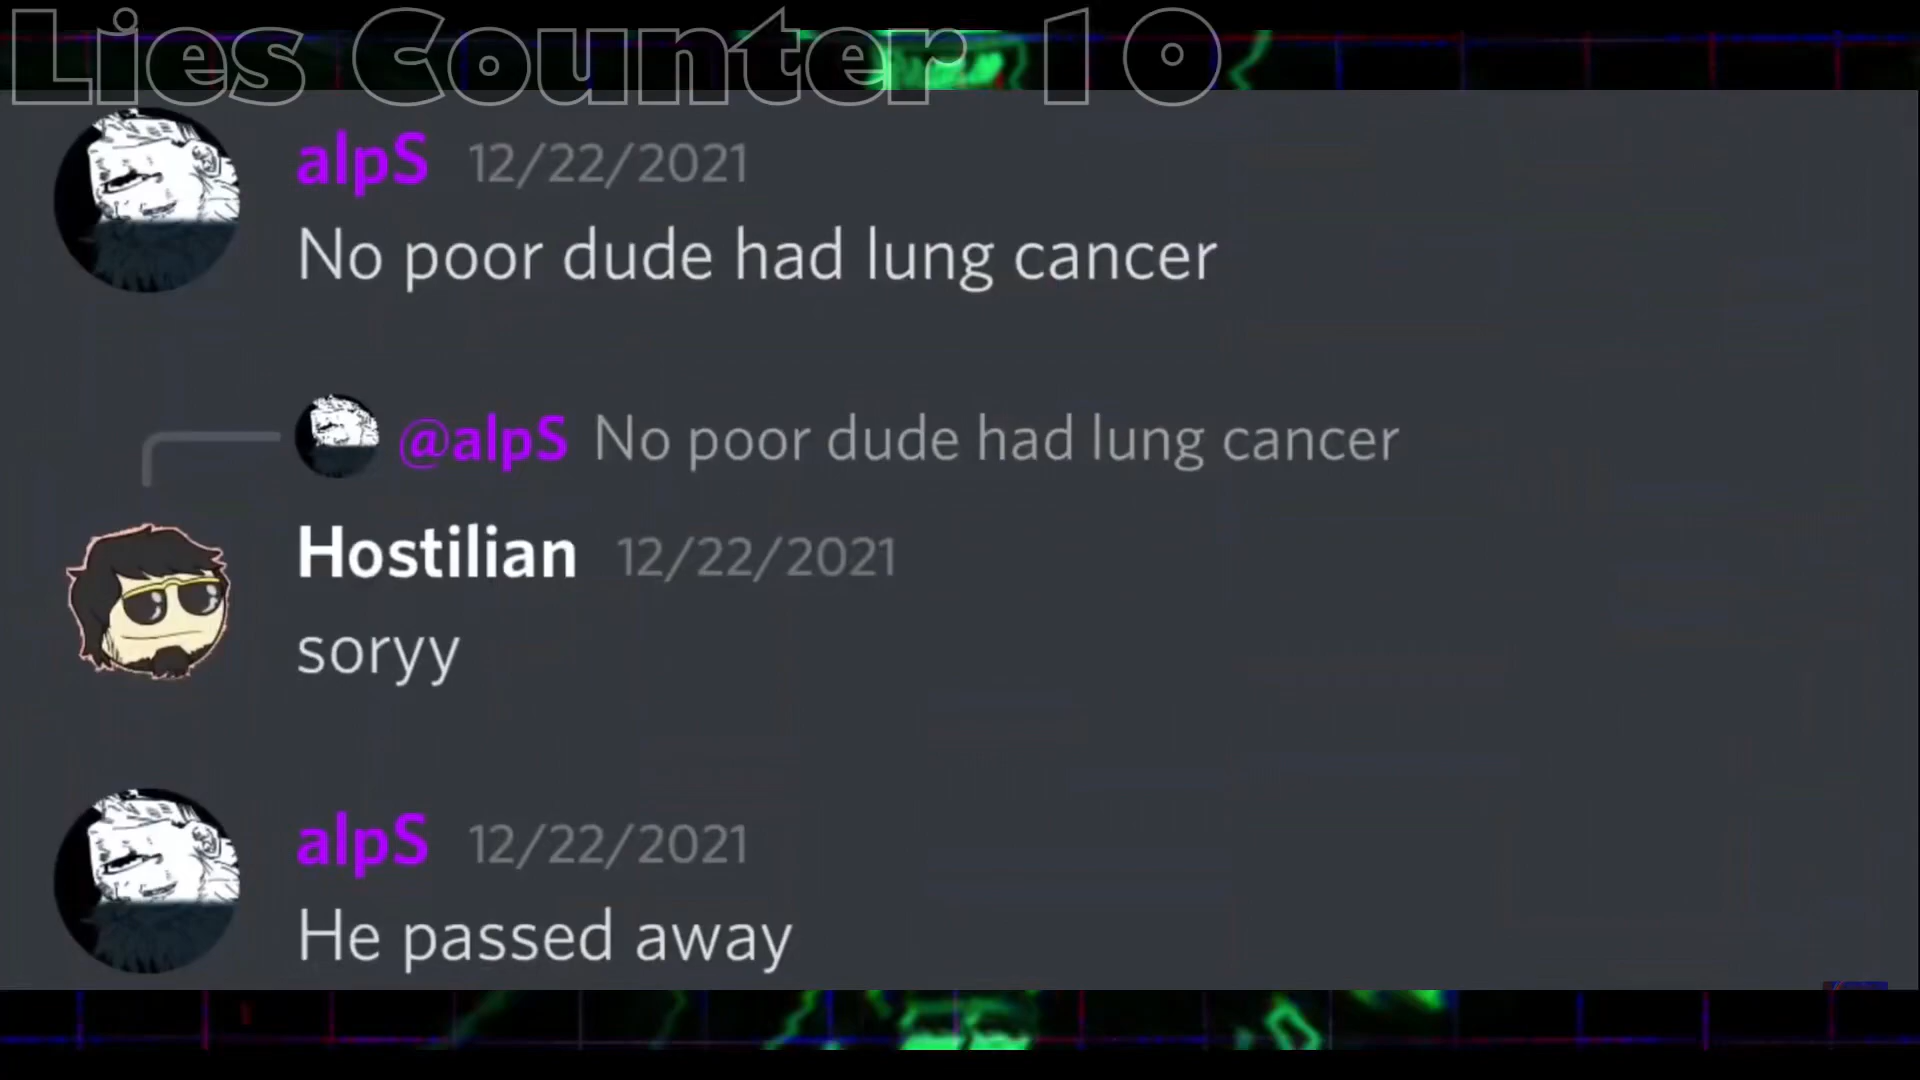 Lies Counter 10
alpS 12/22/2021
No poor dude had lung cancer
@alpS No poor dude had lung cancer
Hostilian 12/22/2021
soryy
alpS 12/22/2021
He passed away